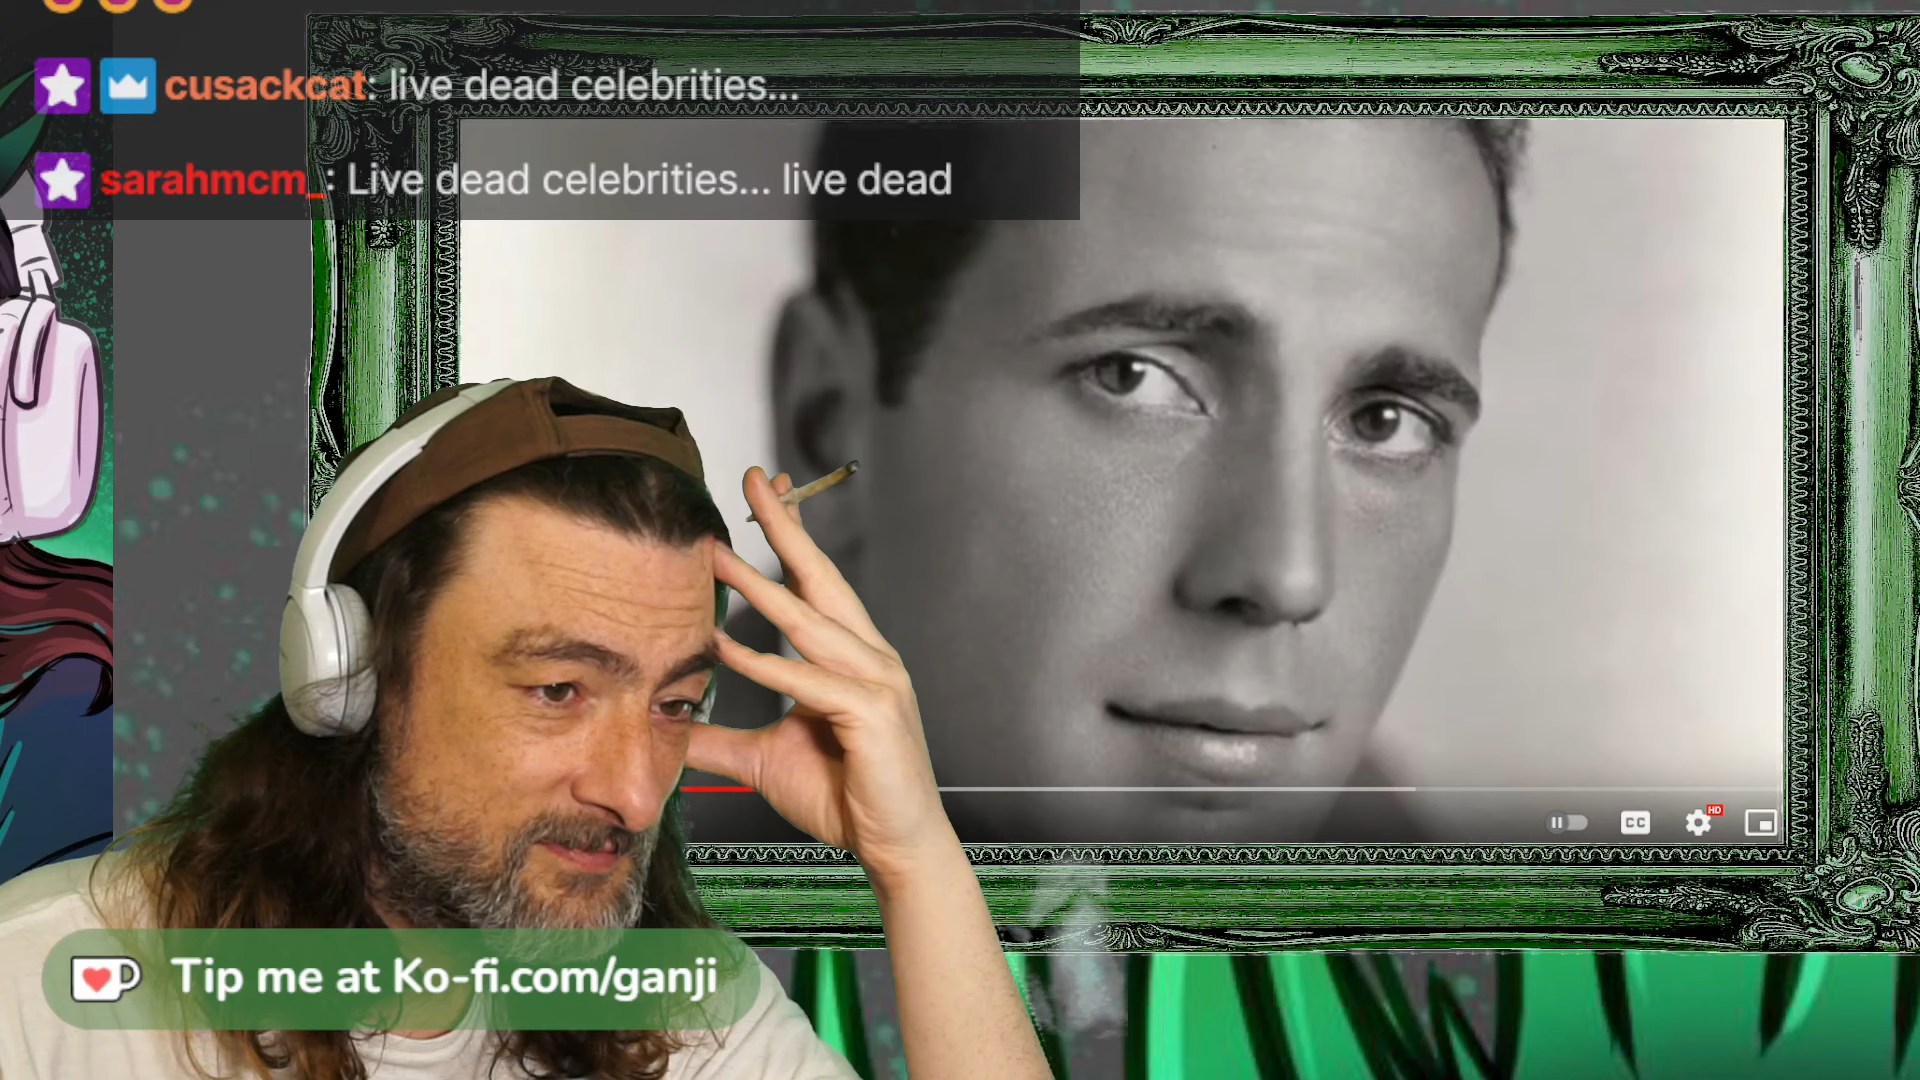 cusackcat: live dead celebrities...
sarahmcm_: Live dead celebrities... live dead
HD
CC
Tip me at Ko-fi.com/ganji